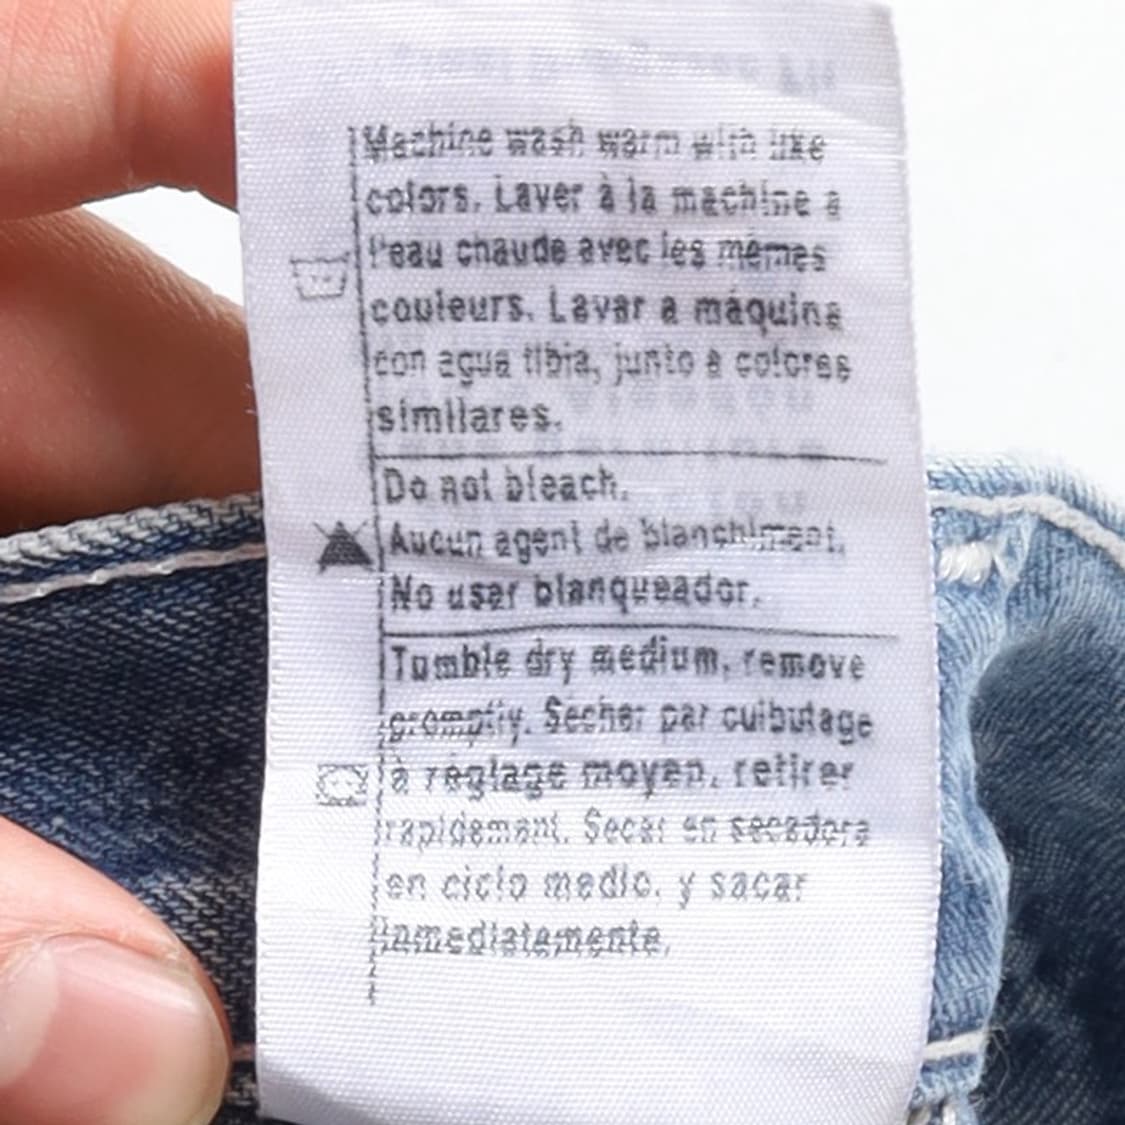 Machine wash warm with like
colors. Laver à la machine a
l'eau chaude avec les mêmes
couleurs. Lavar a máquina
con agua tibia, junto a colores
similares.
Do not bleach.
Aucun agent de blanchiment.
No usar blanqueador.
Tumble dry medium, remove
promptly. Secher par culbutage
à réglage moyen, retirer
rapidement. Secar en secadora
en ciclo medio, y sacar
inmediatamente.